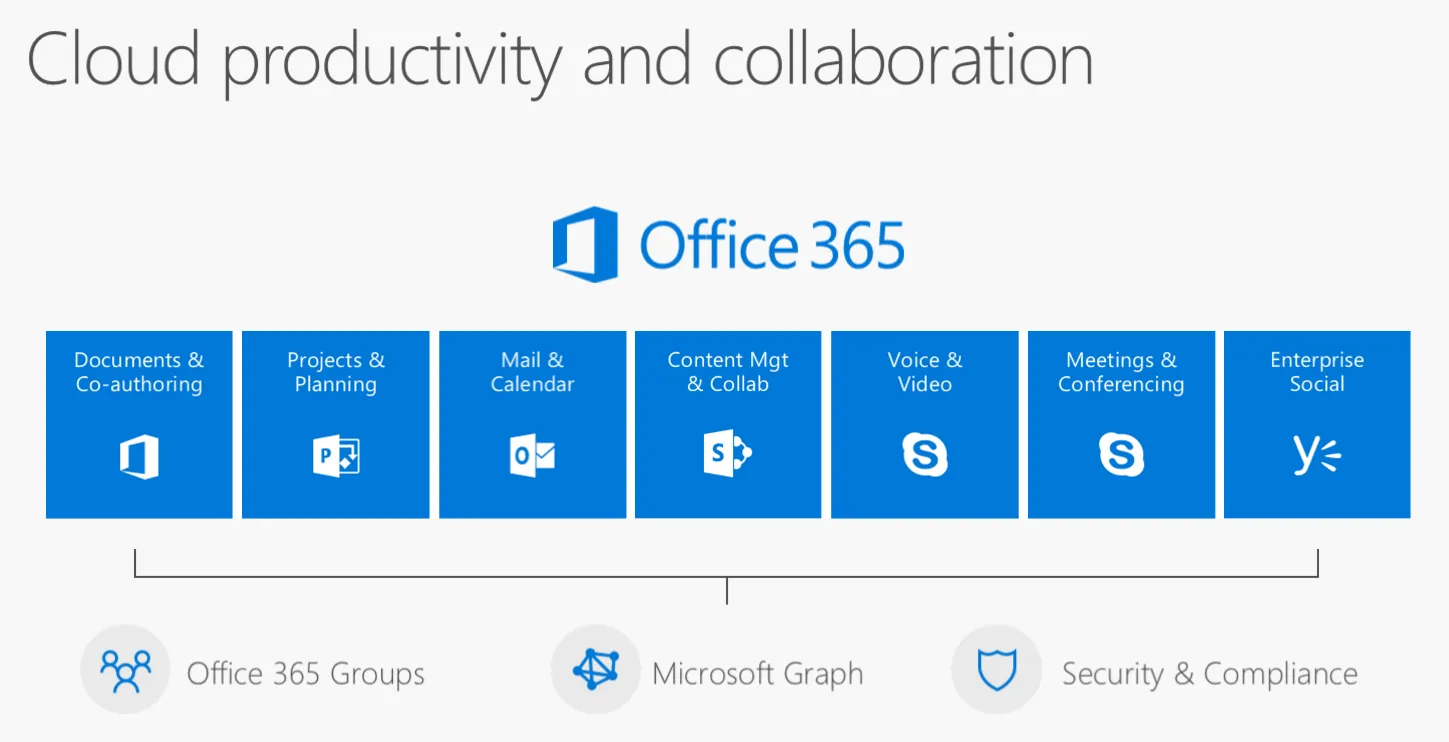 Cloud productivity and collaboration
Office 365
Documents &
Co-authoring
Projects &
Planning
P
Mail &
Calendar
O
Content Mgt
& Collab
S
Voice &
Video
S
Meetings &
Conferencing
S
Enterprise
Social
y
Office 365 Groups
Microsoft Graph
Security & Compliance